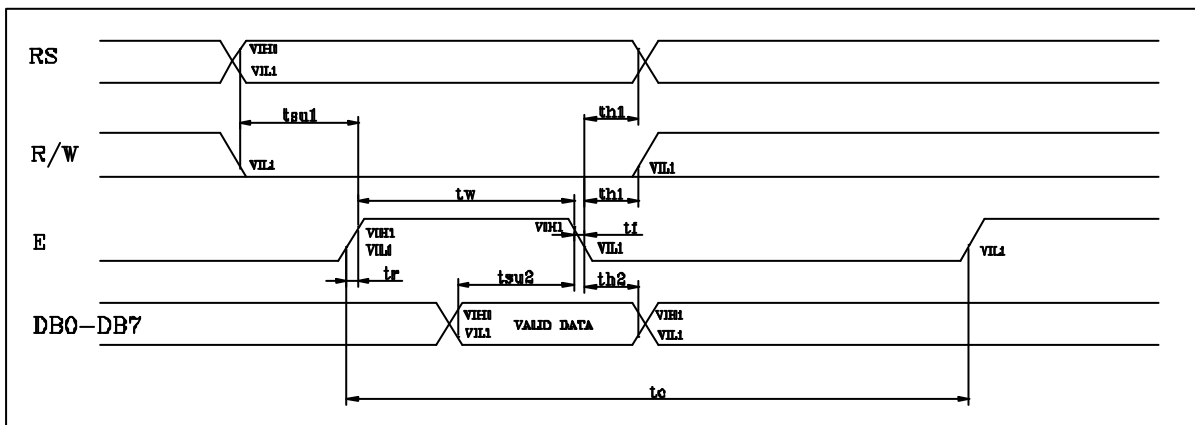 RS
VIH1
VIL1
tsu1
th1
R/W
VIL1
VIL1
tw
th1
E
VIH1
VIL1
VIH1
tf
VIL1
VIL1
tr
tsu2
th2
DB0-DB7
VIH1
VIL1
VALID DATA
VIH1
VIL1
tc